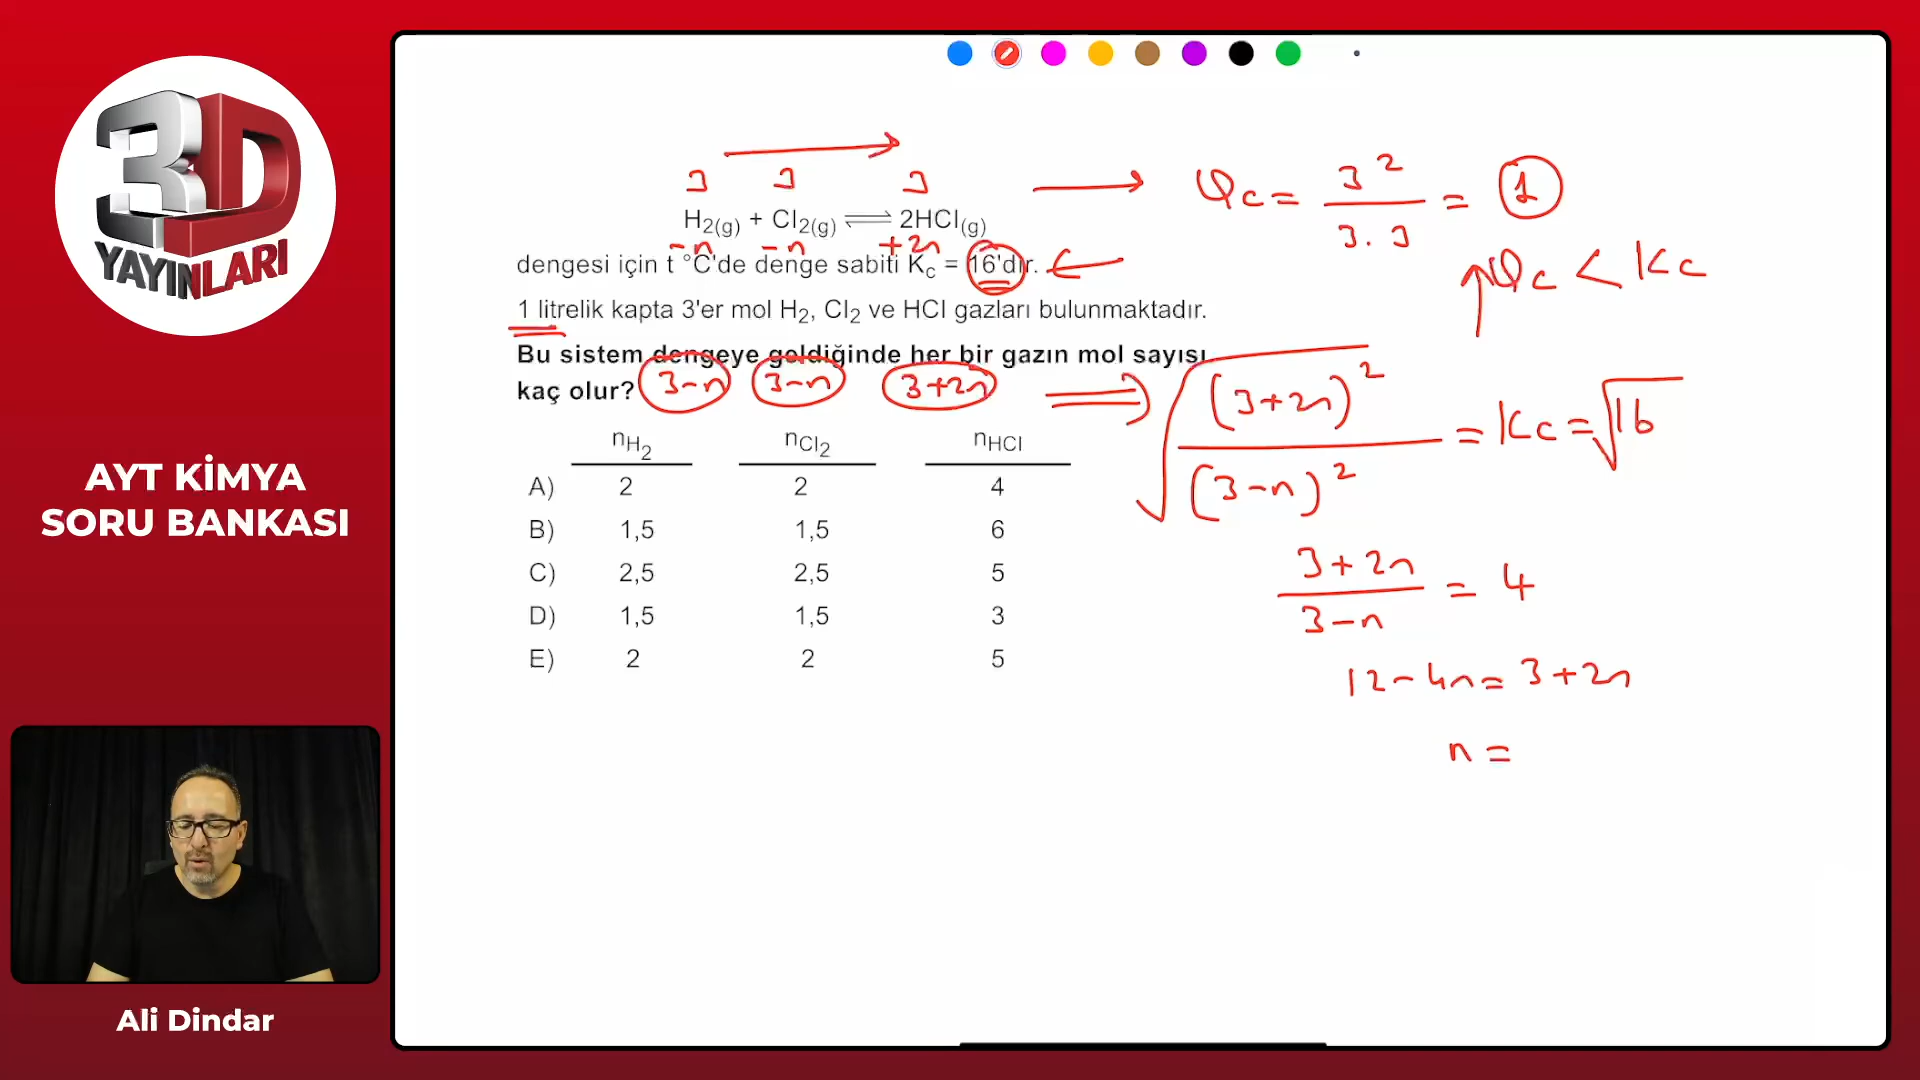 3D
YAYINLARI
AYT KİMYA
SORU BANKASI
Ali Dindar
3 3 3
H2(g) + Cl2(g) ⇌ 2HCl(g)
-n -n +2n
dengesi için t °C'de denge sabiti Kc = 16'dır.
1 litrelik kapta 3'er mol H2, Cl2 ve HCl gazları bulunmaktadır.
Bu sistem dengeye geldiğinde her bir gazın mol sayısı
kaç olur? 3-n 3-n 3+2n
nH2 nCl2 nHCl
A) 2 2 4
B) 1,5 1,5 6
C) 2,5 2,5 5
D) 1,5 1,5 3
E) 2 2 5
Qc = 3² / 3.3 = 1
Qc < Kc
√(3+2n)² / (3-n)² = Kc = √16
3+2n / 3-n = 4
12-4n = 3+2n
n =